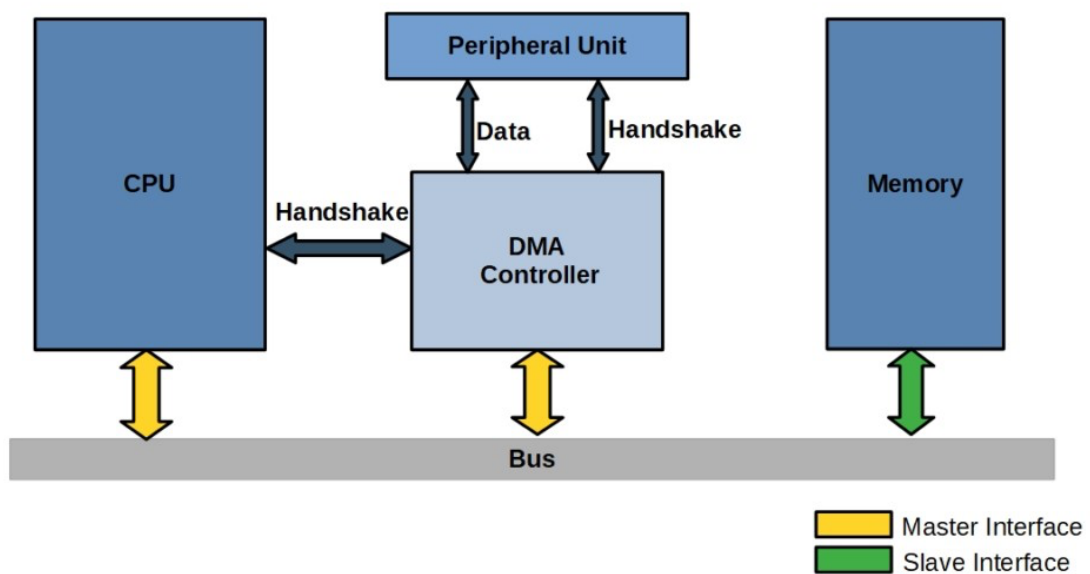 Peripheral Unit
Data
Handshake
CPU
Memory
Handshake
DMA
Controller
Bus
Master Interface
Slave Interface